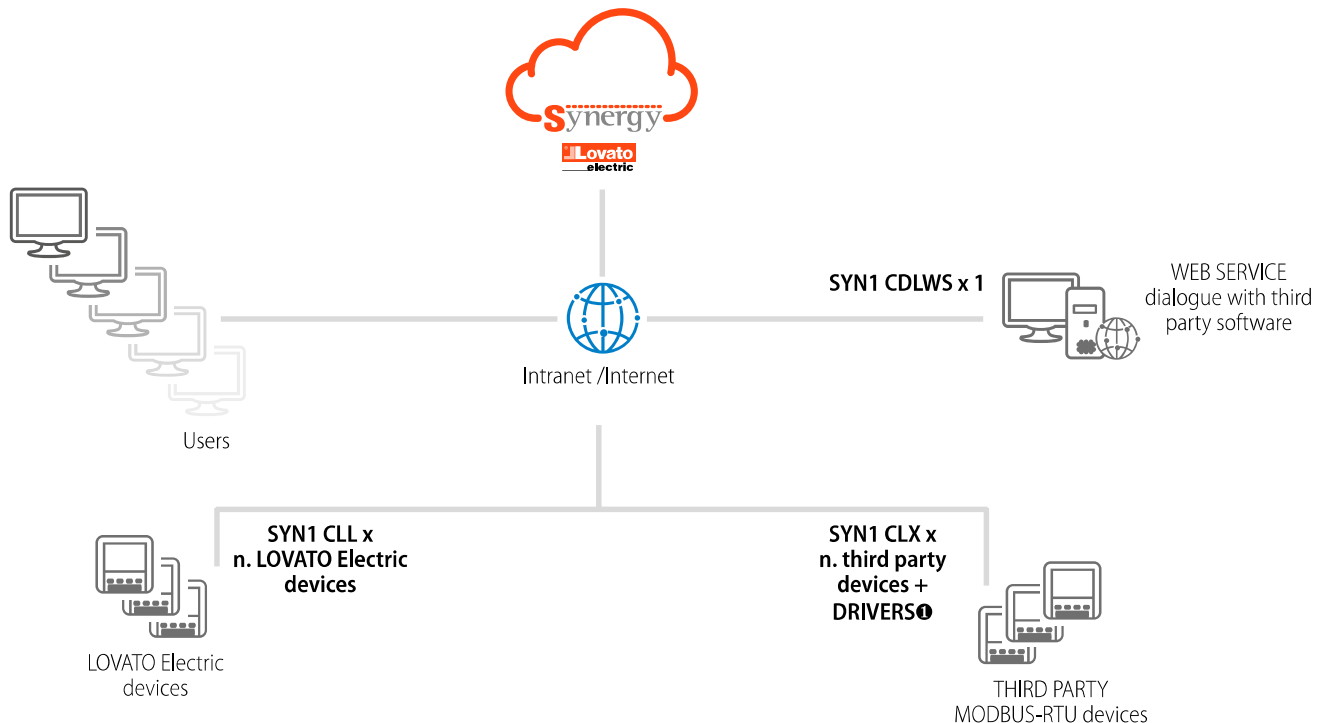 Synergy
Lovato
electric
SYN1 CDLWS x 1
WEB SERVICE
dialogue with third
party software
Intranet /Internet
Users
SYN1 CLL x
n. LOVATO Electric
devices
SYN1 CLX x
n. third party
devices +
DRIVERS❶
LOVATO Electric
devices
THIRD PARTY
MODBUS-RTU devices